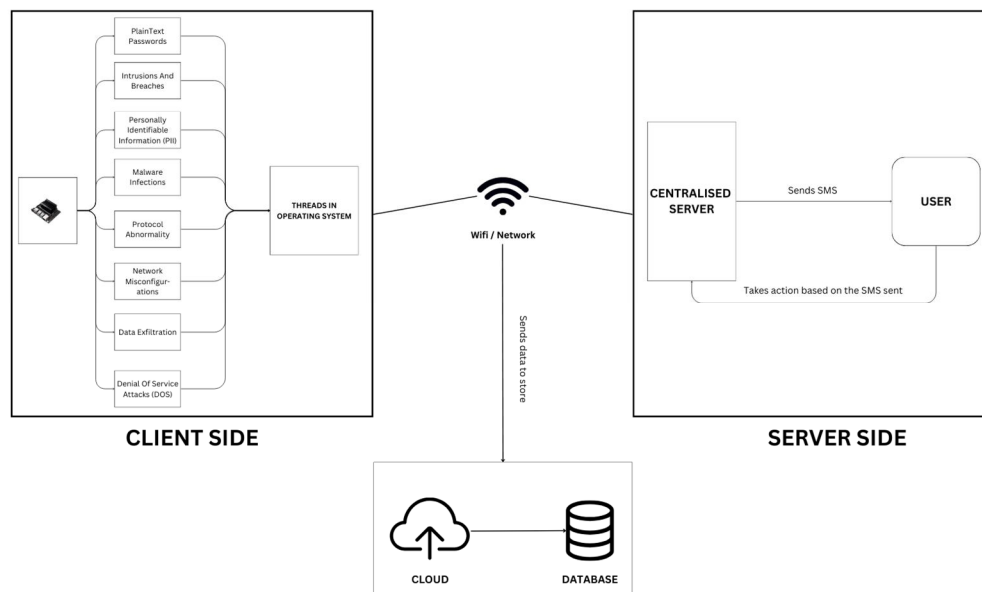 PlainText
Passwords
Intrusions And
Breaches
Personally
Identifiable
Information (PII)
Malware
Infections
Protocol
Abnormality
Network
Misconfigur-
ations
Data Exfiltration
Denial Of Service
Attacks (DOS)
THREADS IN
OPERATING SYSTEM
CLIENT SIDE
Wifi / Network
Sends data to store
CLOUD
DATABASE
CENTRALISED
SERVER
Sends SMS
USER
Takes action based on the SMS sent
SERVER SIDE